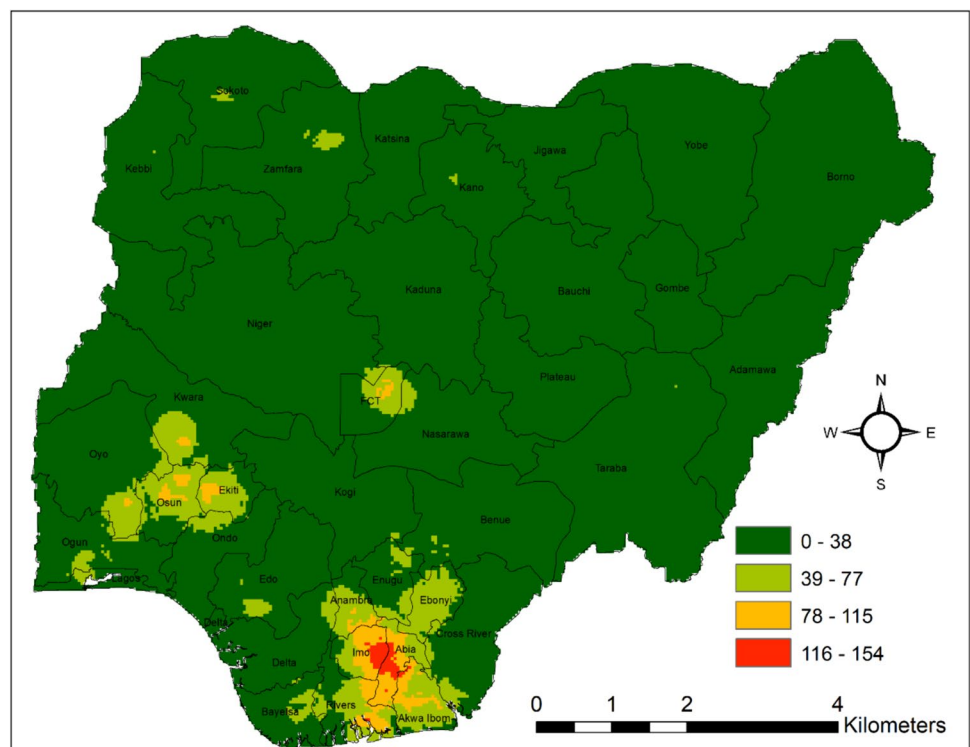 Sokoto
Katsina
Jigawa
Yobe
Kebbi
Zamfara
Kano
Borno
Kaduna
Bauchi
Gombe
Niger
Adamawa
Plateau
Kwara
FCT
Nasarawa
Oyo
Taraba
Ekiti
Kogi
Osun
Benue
Ogun
Ondo
Lagos
Edo
Enugu
Anambra
Ebonyi
Delta
Cross River
Imo
Abia
Delta
Bayelsa
Rivers
Akwa Ibom
N
W
E
S
0 - 38
39 - 77
78 - 115
116 - 154
0 1 2 4
Kilometers